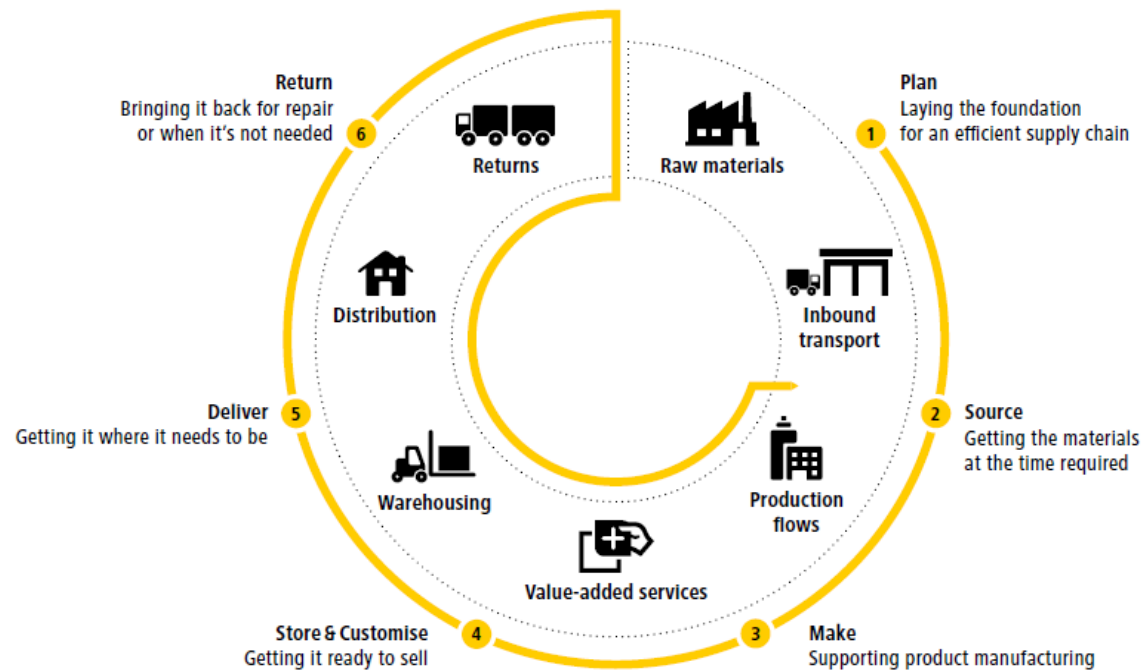 Plan
Laying the foundation
for an efficient supply chain
1
2
Source
Getting the materials
at the time required
3
Make
Supporting product manufacturing
4
Store & Customise
Getting it ready to sell
5
Deliver
Getting it where it needs to be
6
Return
Bringing it back for repair
or when it's not needed
Raw materials
Inbound
transport
Production
flows
Value-added services
Warehousing
Distribution
Returns